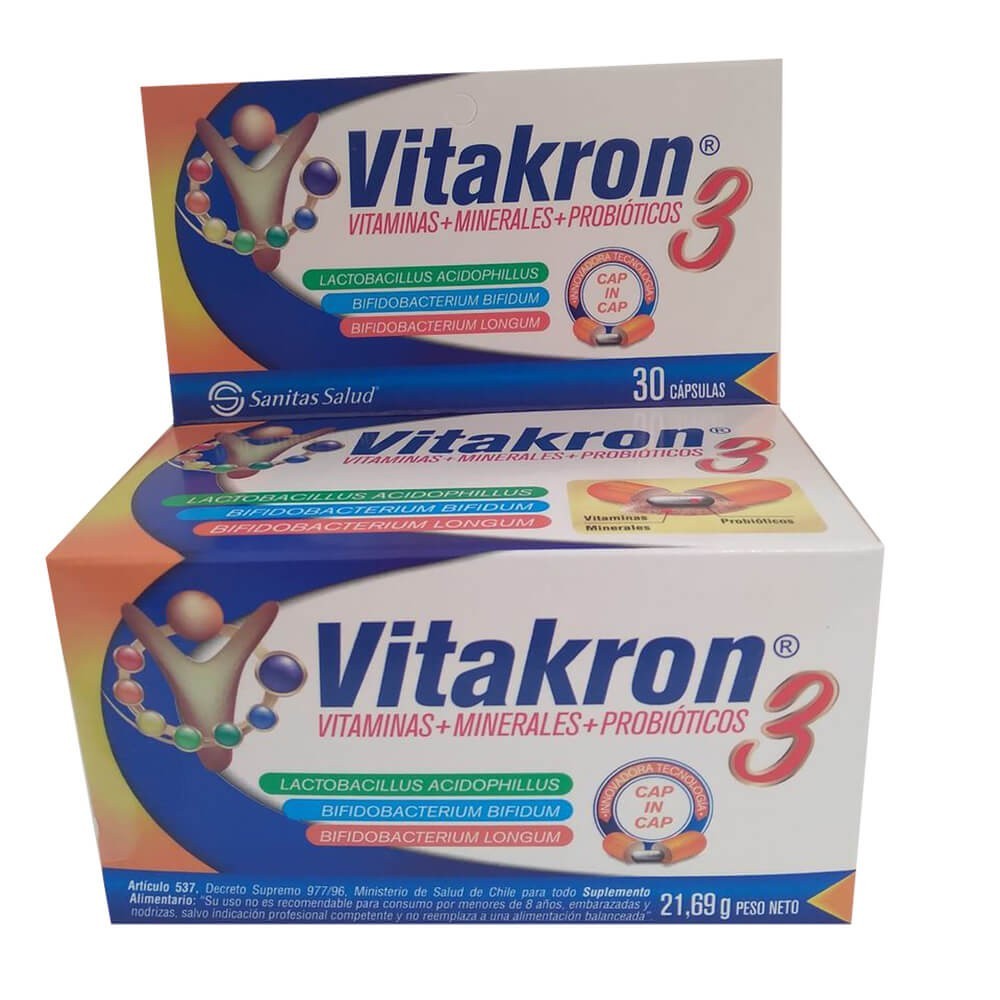 Vitakron®
3
VITAMINAS+MINERALES+PROBIÓTICOS
LACTOBACILLUS ACIDOPHILLUS
BIFIDOBACTERIUM BIFIDUM
BIFIDOBACTERIUM LONGUM
INNOVADORA TECNOLOGIA
CAP
IN
CAP
Sanitas Salud®
30 CÁPSULAS
Vitakron®
3
VITAMINAS+MINERALES+PROBIÓTICOS
LACTOBACILLUS ACIDOPHILLUS
BIFIDOBACTERIUM BIFIDUM
BIFIDOBACTERIUM LONGUM
Vitaminas
Minerales
Probióticos
Vitakron®
3
VITAMINAS+MINERALES+PROBIÓTICOS
LACTOBACILLUS ACIDOPHILLUS
BIFIDOBACTERIUM BIFIDUM
BIFIDOBACTERIUM LONGUM
INNOVADORA TECNOLOGIA
CAP
IN
CAP
Artículo 537, Decreto Supremo 977/96, Ministerio de Salud de Chile para todo Suplemento
Alimentario: "Su uso no es recomendable para consumo por menores de 8 años, embarazadas y
nodrizas, salvo indicación profesional competente y no reemplaza a una alimentación balanceada"
21,69 g PESO NETO